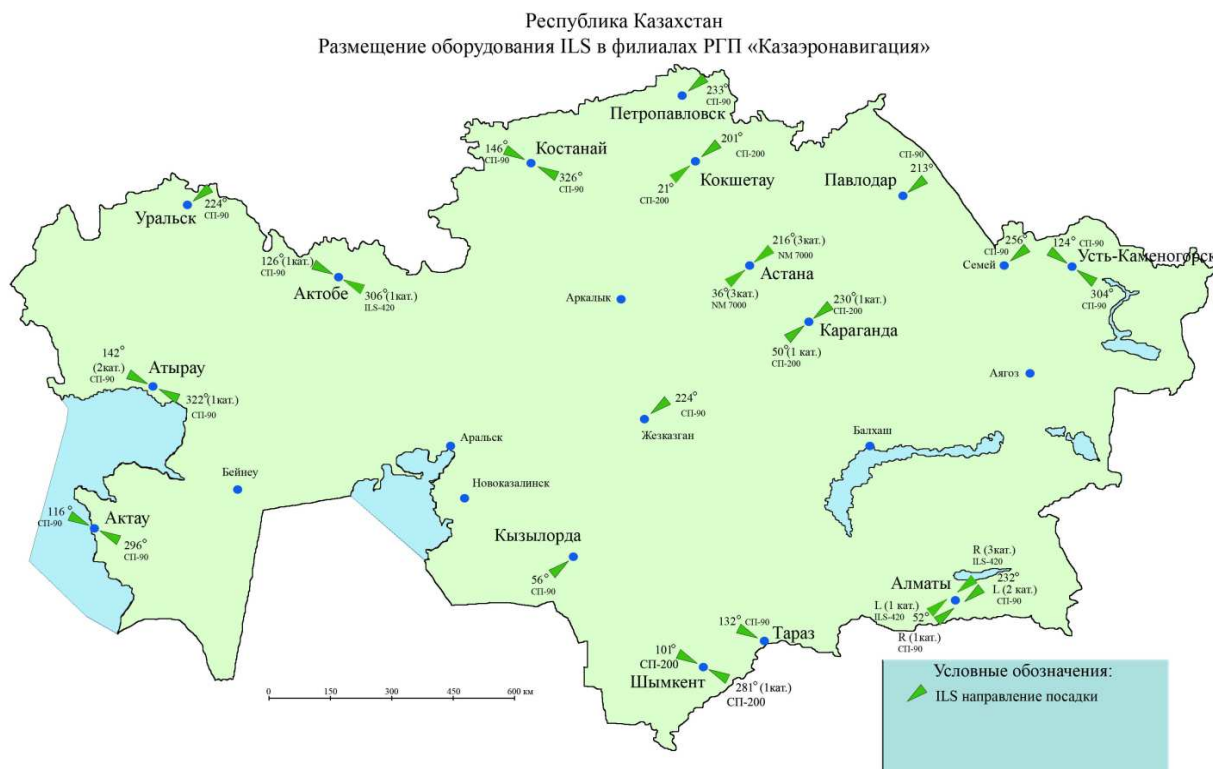 Республика Казахстан
Размещение оборудования ILS в филиалах РГП «Казаэронавигация»
233°
СП-90
Петропавловск
146°
СП-90
Костанай
326°
СП-90
201°
СП-200
Кокшетау
21°
СП-200
СП-90
213°
Павлодар
224°
СП-90
Уральск
126°(1кат.)
СП-90
Актобе
306°(1кат.)
ILS-420
216°(3кат.)
NM 7000
Астана
36°(3кат.)
NM 7000
Аркалык
230°(1кат.)
СП-200
Караганда
50°(1 кат.)
СП-200
256°
СП-90
Семей
124° СП-90
Усть-Каменогорск
304°
СП-90
Аягоз
142°
(2кат.)
СП-90
Атырау
322°(1кат.)
СП-90
224°
СП-90
Жезказган
Аральск
Балхаш
Бейнеу
Новоказалинск
116°
СП-90
Актау
296°
СП-90
Кызылорда
56°
СП-90
R (3кат.)
ILS-420
Алматы
232°
L (2 кат.)
СП-90
L (1 кат.)
ILS-420
52°
R (1кат.)
СП-90
132° СП-90
Тараз
101°
СП-200
Шымкент
281° (1кат.)
СП-200
0 150 300 450 600 км
Условные обозначения:
ILS направление посадки